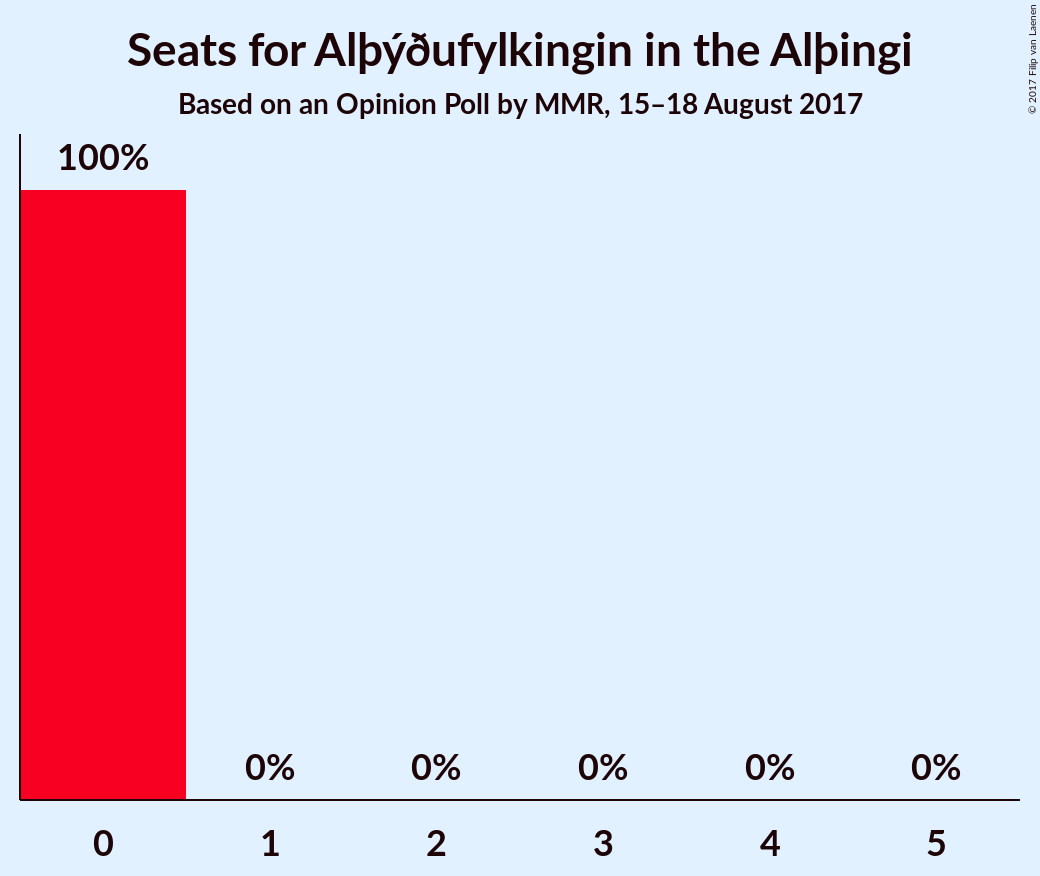 Seats for Alþýðufylkingin in the Alþingi
Based on an Opinion Poll by MMR, 15–18 August 2017
© 2017 Filip van Laenen
100%
0% 0% 0% 0% 0%
0 1 2 3 4 5